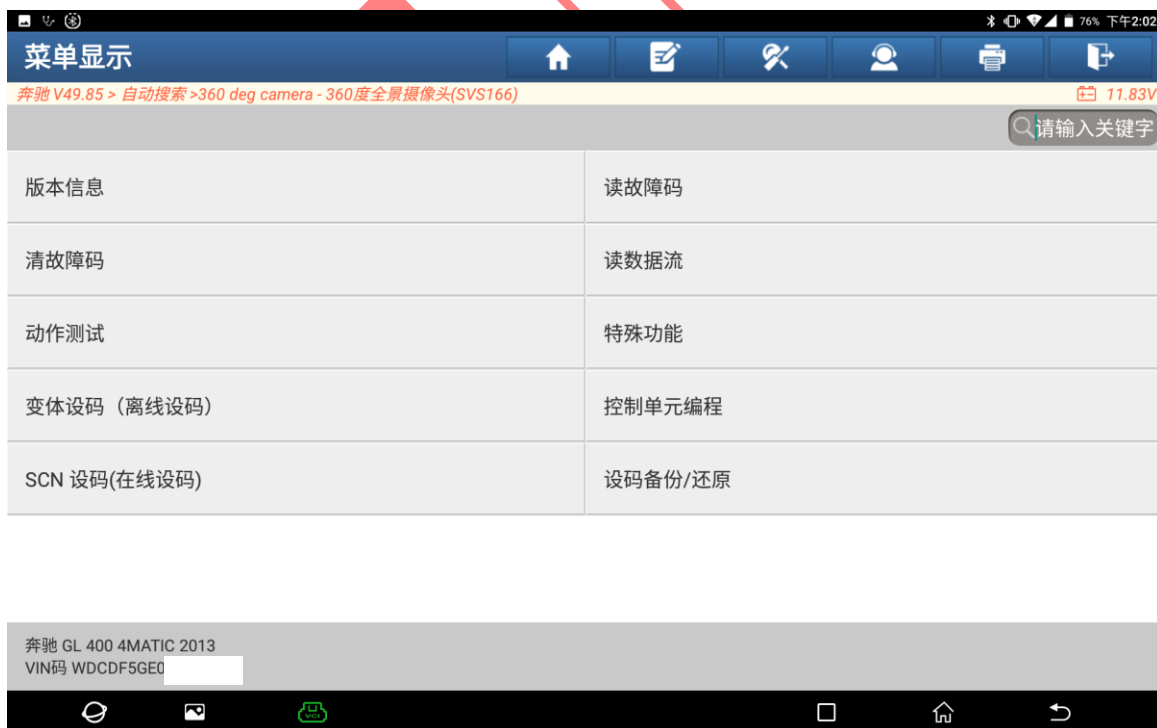 76% 下午2:02
菜单显示
奔驰 V49.85 > 自动搜索 >360 deg camera - 360度全景摄像头(SVS166)
11.83V
请输入关键字
版本信息
读故障码
清故障码
读数据流
动作测试
特殊功能
变体设码（离线设码）
控制单元编程
SCN 设码(在线设码)
设码备份/还原
奔驰 GL 400 4MATIC 2013
VIN码 WDCDF5GE0
VCI